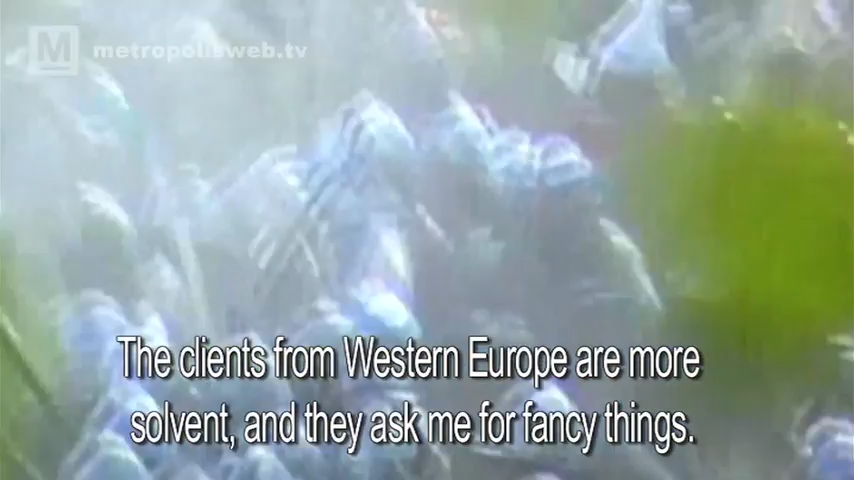 M metropolisweb.tv
The clients from Western Europe are more
solvent, and they ask me for fancy things.